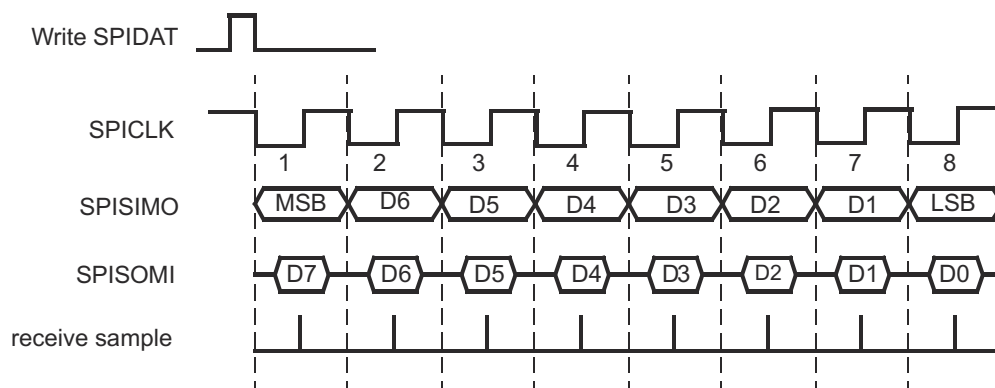 Write SPIDAT
SPICLK
1 2 3 4 5 6 7 8
SPISIMO MSB D6 D5 D4 D3 D2 D1 LSB
SPISOMI D7 D6 D5 D4 D3 D2 D1 D0
receive sample